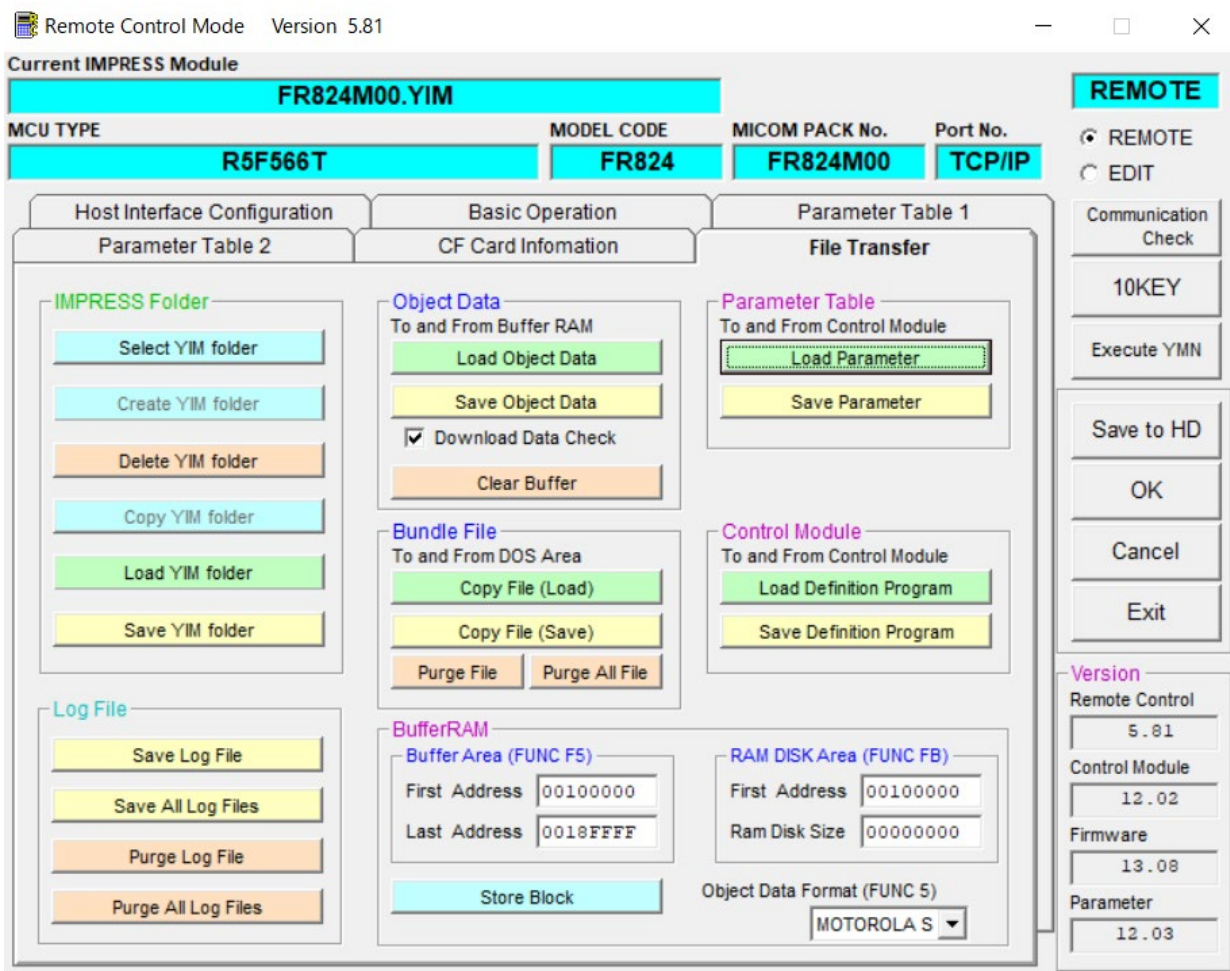 Remote Control Mode Version 5.81
Current IMPRESS Module
FR824M00.YIM
MCU TYPE
R5F566T
MODEL CODE
FR824
MICOM PACK No.
FR824M00
Port No.
TCP/IP
REMOTE
REMOTE
EDIT
Host Interface Configuration
Basic Operation
Parameter Table 1
Parameter Table 2
CF Card Infomation
File Transfer
IMPRESS Folder
Select YIM folder
Create YIM folder
Delete YIM folder
Copy YIM folder
Load YIM folder
Save YIM folder
Log File
Save Log File
Save All Log Files
Purge Log File
Purge All Log Files
Object Data
To and From Buffer RAM
Load Object Data
Save Object Data
Download Data Check
Clear Buffer
Bundle File
To and From DOS Area
Copy File (Load)
Copy File (Save)
Purge File
Purge All File
Parameter Table
To and From Control Module
Load Parameter
Save Parameter
Control Module
To and From Control Module
Load Definition Program
Save Definition Program
BufferRAM
Buffer Area (FUNC F5)
First Address 00100000
Last Address 0018FFFF
Store Block
RAM DISK Area (FUNC FB)
First Address 00100000
Ram Disk Size 00000000
Object Data Format (FUNC 5)
MOTOROLA S
Communication
Check
10KEY
Execute YMN
Save to HD
OK
Cancel
Exit
Version
Remote Control
5.81
Control Module
12.02
Firmware
13.08
Parameter
12.03